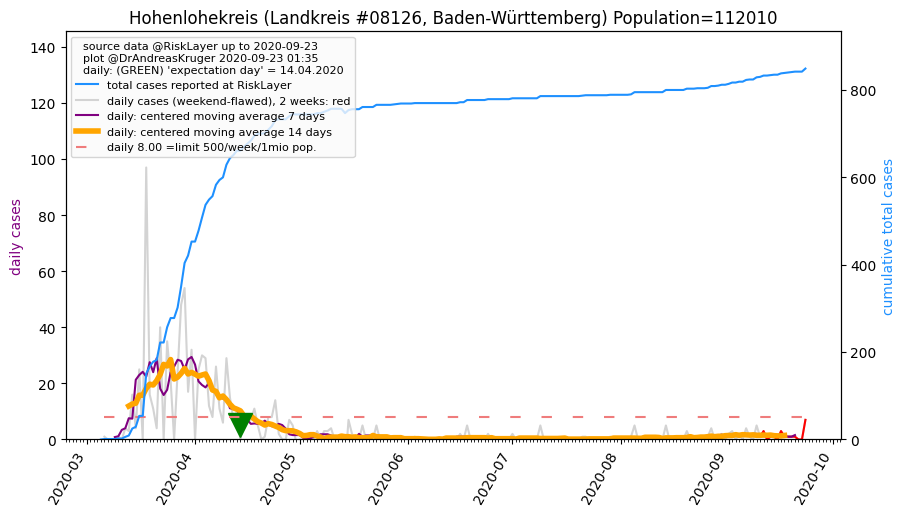 Hohenlohekreis (Landkreis #08126, Baden-Württemberg) Population=112010
source data @RiskLayer up to 2020-09-23
plot @DrAndreasKruger 2020-09-23 01:35
daily: (GREEN) 'expectation day' = 14.04.2020
total cases reported at RiskLayer
daily cases (weekend-flawed), 2 weeks: red
daily: centered moving average 7 days
daily: centered moving average 14 days
daily 8.00 =limit 500/week/1mio pop.
daily cases
140
120
100
80
60
40
20
0
cumulative total cases
800
600
400
200
0
2020-03
2020-04
2020-05
2020-06
2020-07
2020-08
2020-09
2020-10